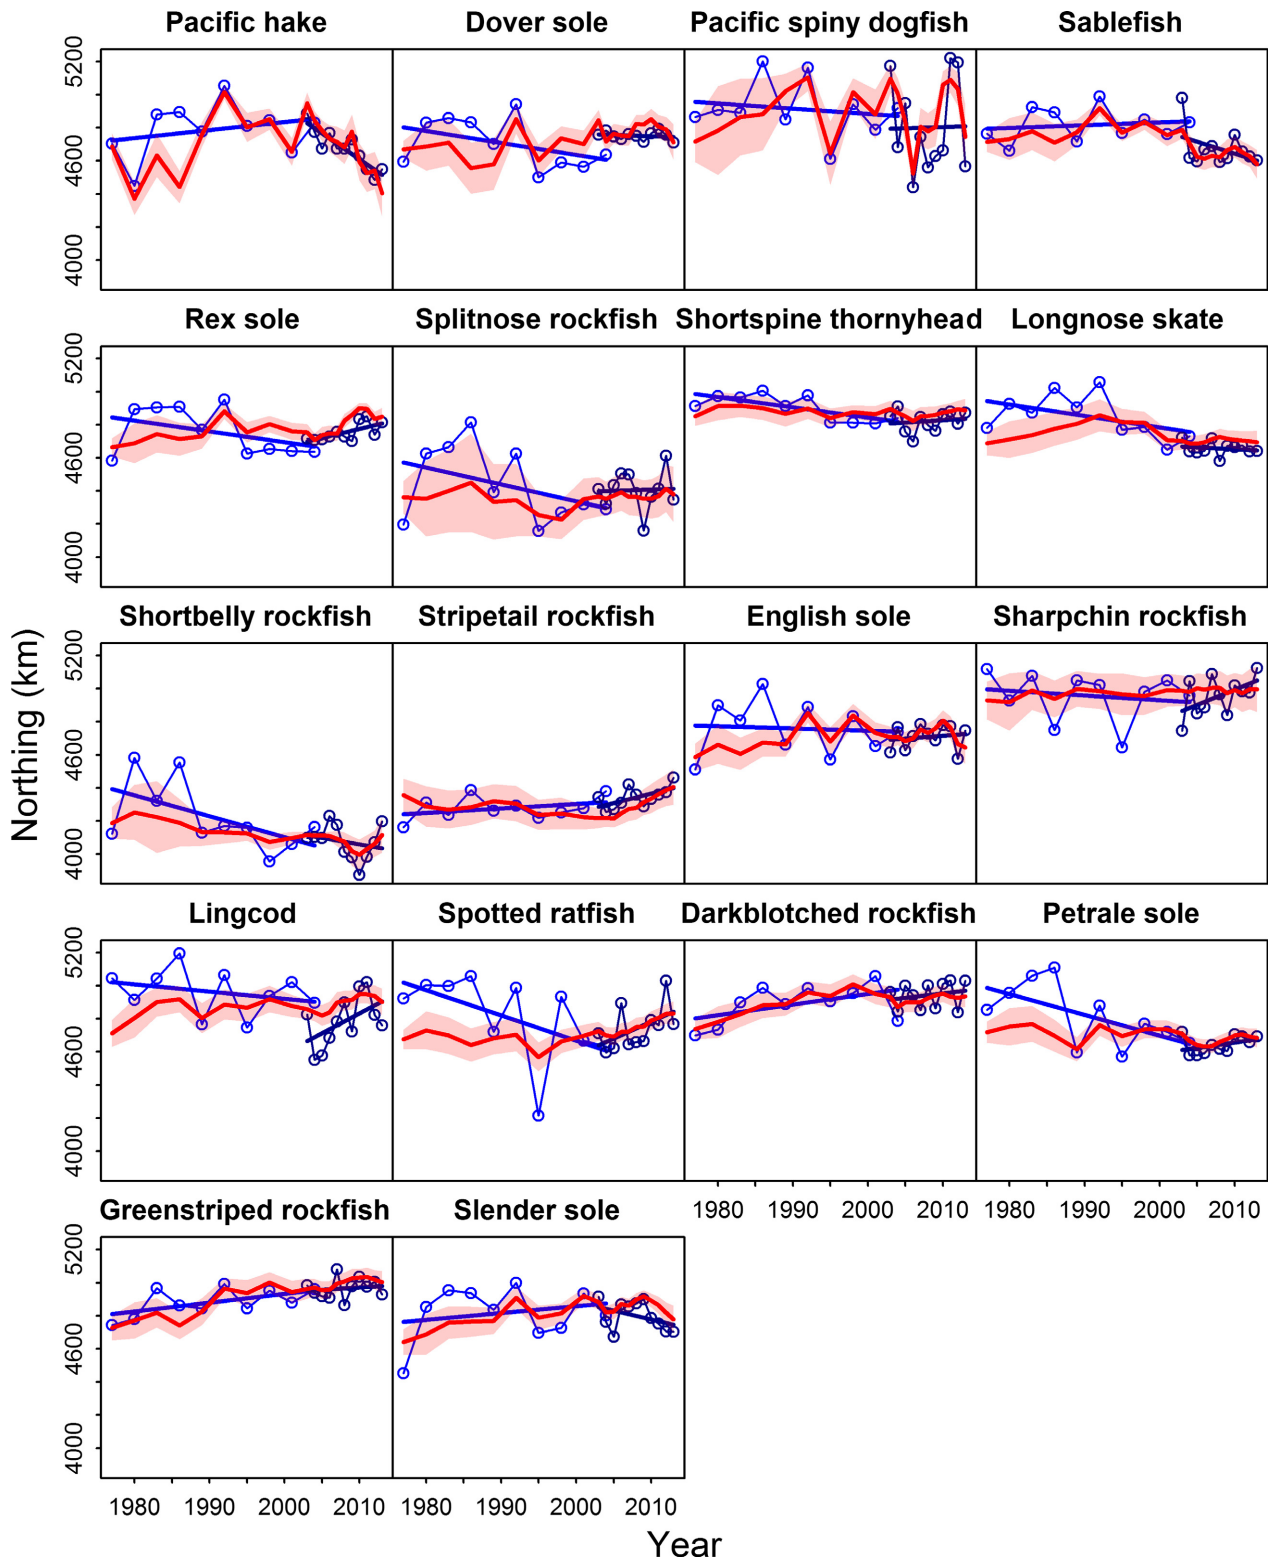 Pacific hake Dover sole Pacific spiny dogfish Sablefish
5200
4600
4000
Rex sole Splitnose rockfish Shortspine thornyhead Longnose skate
5200
4600
4000
Shortbelly rockfish Stripetail rockfish English sole Sharpchin rockfish
5200
4600
4000
Northing (km)
Lingcod Spotted ratfish Darkblotched rockfish Petrale sole
5200
4600
4000
1980 1990 2000 2010 1980 1990 2000 2010
Greenstriped rockfish Slender sole
5200
4600
4000
1980 1990 2000 2010 1980 1990 2000 2010
Year